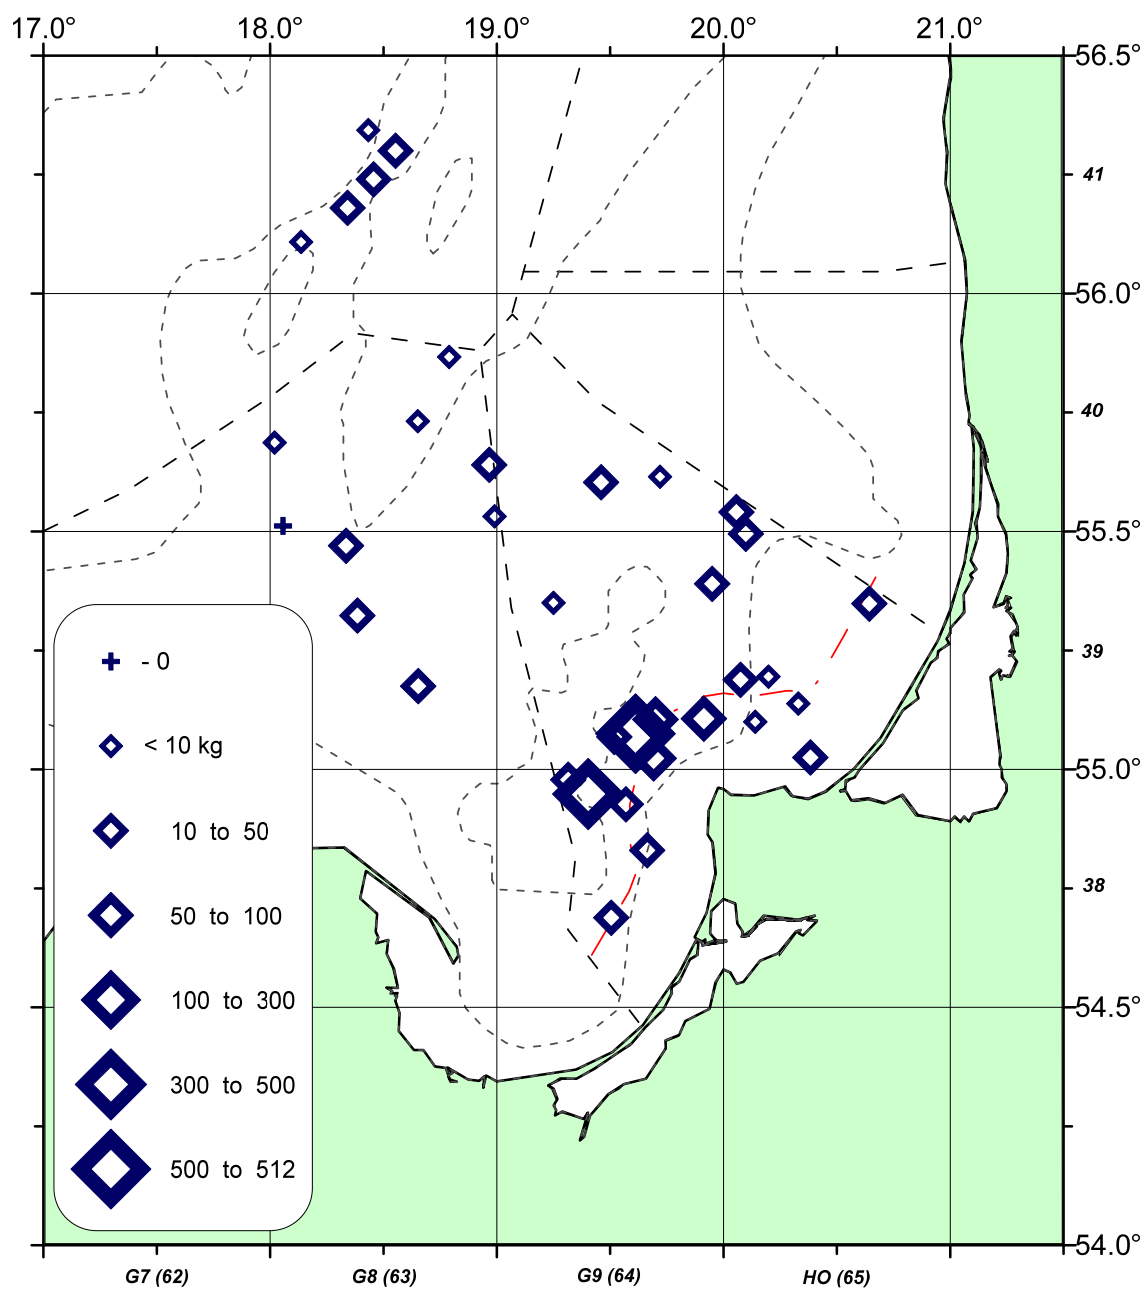 17.0° 18.0° 19.0° 20.0° 21.0°
56.5°
41
56.0°
40
55.5°
39
- 0
< 10 kg
55.0°
10 to 50
38
50 to 100
100 to 300
54.5°
300 to 500
500 to 512
54.0°
G7 (62) G8 (63) G9 (64) HO (65)